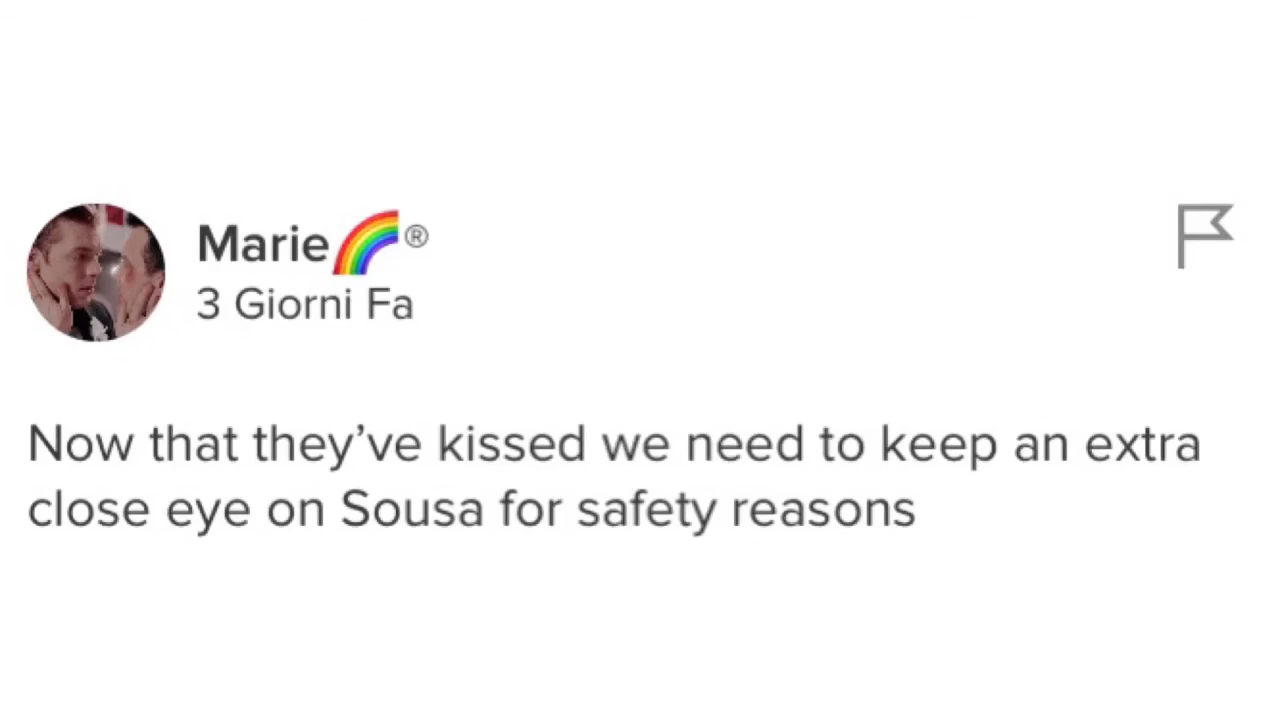 Marie🌈®
3 Giorni Fa
Now that they’ve kissed we need to keep an extra
close eye on Sousa for safety reasons